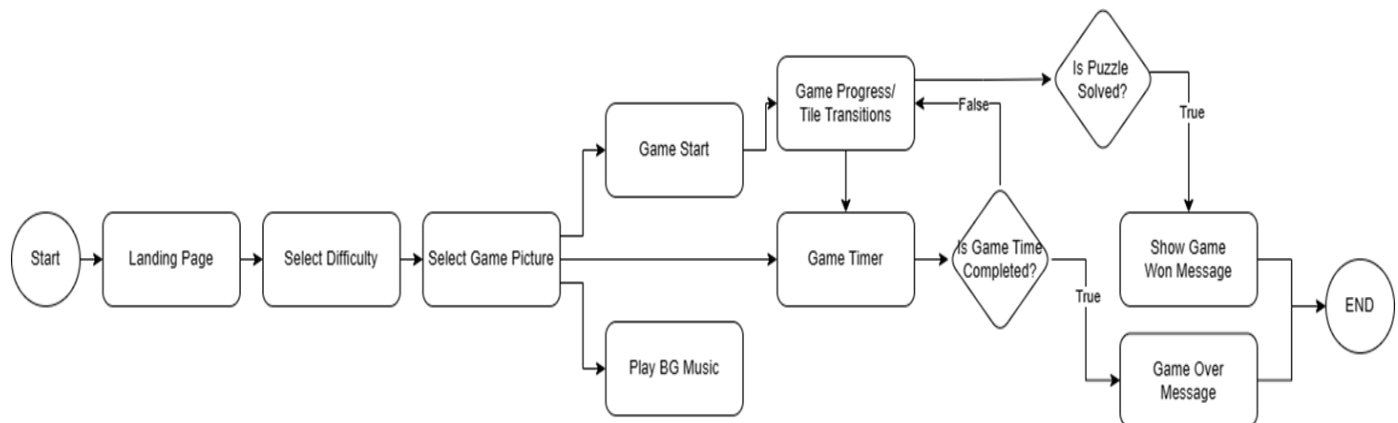 Start
Landing Page
Select Difficulty
Select Game Picture
Game Start
Play BG Music
Game Progress/
Tile Transitions
Game Timer
Is Game Time
Completed?
False
True
Is Puzzle
Solved?
True
Show Game
Won Message
Game Over
Message
END